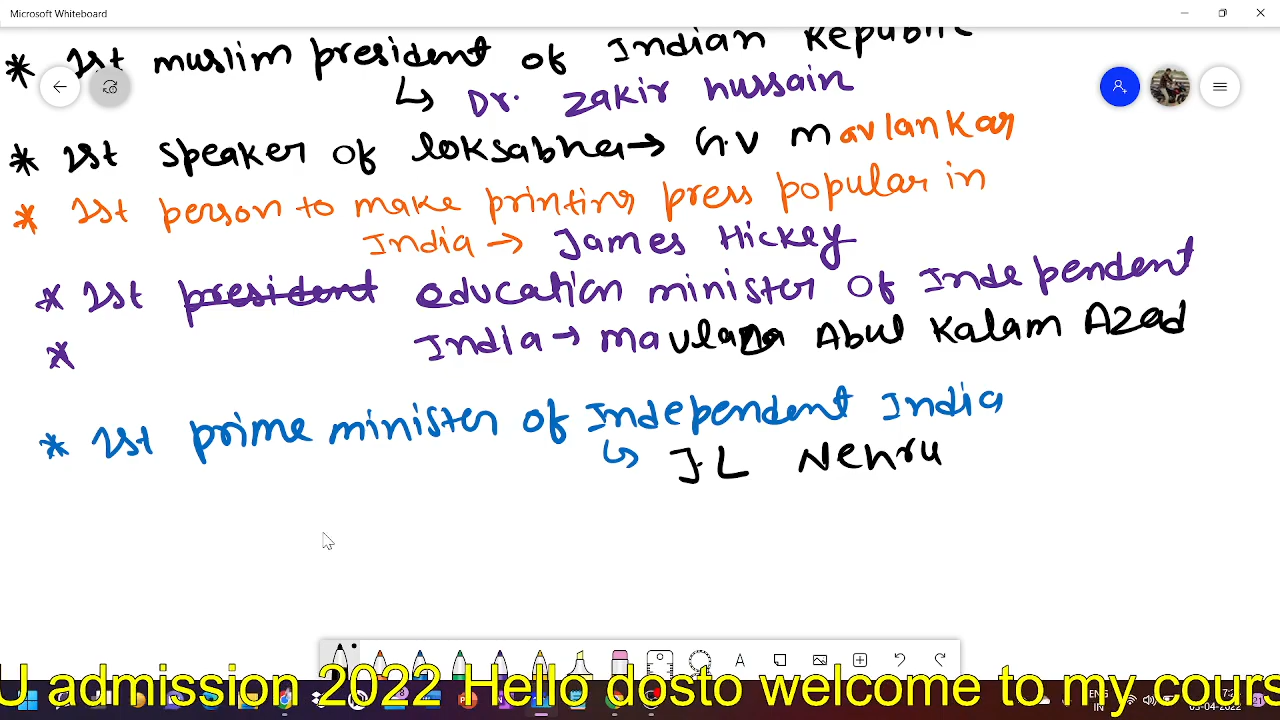 Microsoft Whiteboard
* 1st muslim president of Indian Republic
↳ Dr. Zakir hussain
* 1st speaker of loksabha → G.V mavlankar
* 1st person to make printing press popular in
India → James Hickey
* 1st president education minister of Independent
* India → maulana Abul Kalam Azad
* 1st prime minister of Independent India
↳ J.L Nehru
U admission 2022 Hello dosto welcome to my cours
ENG
IN